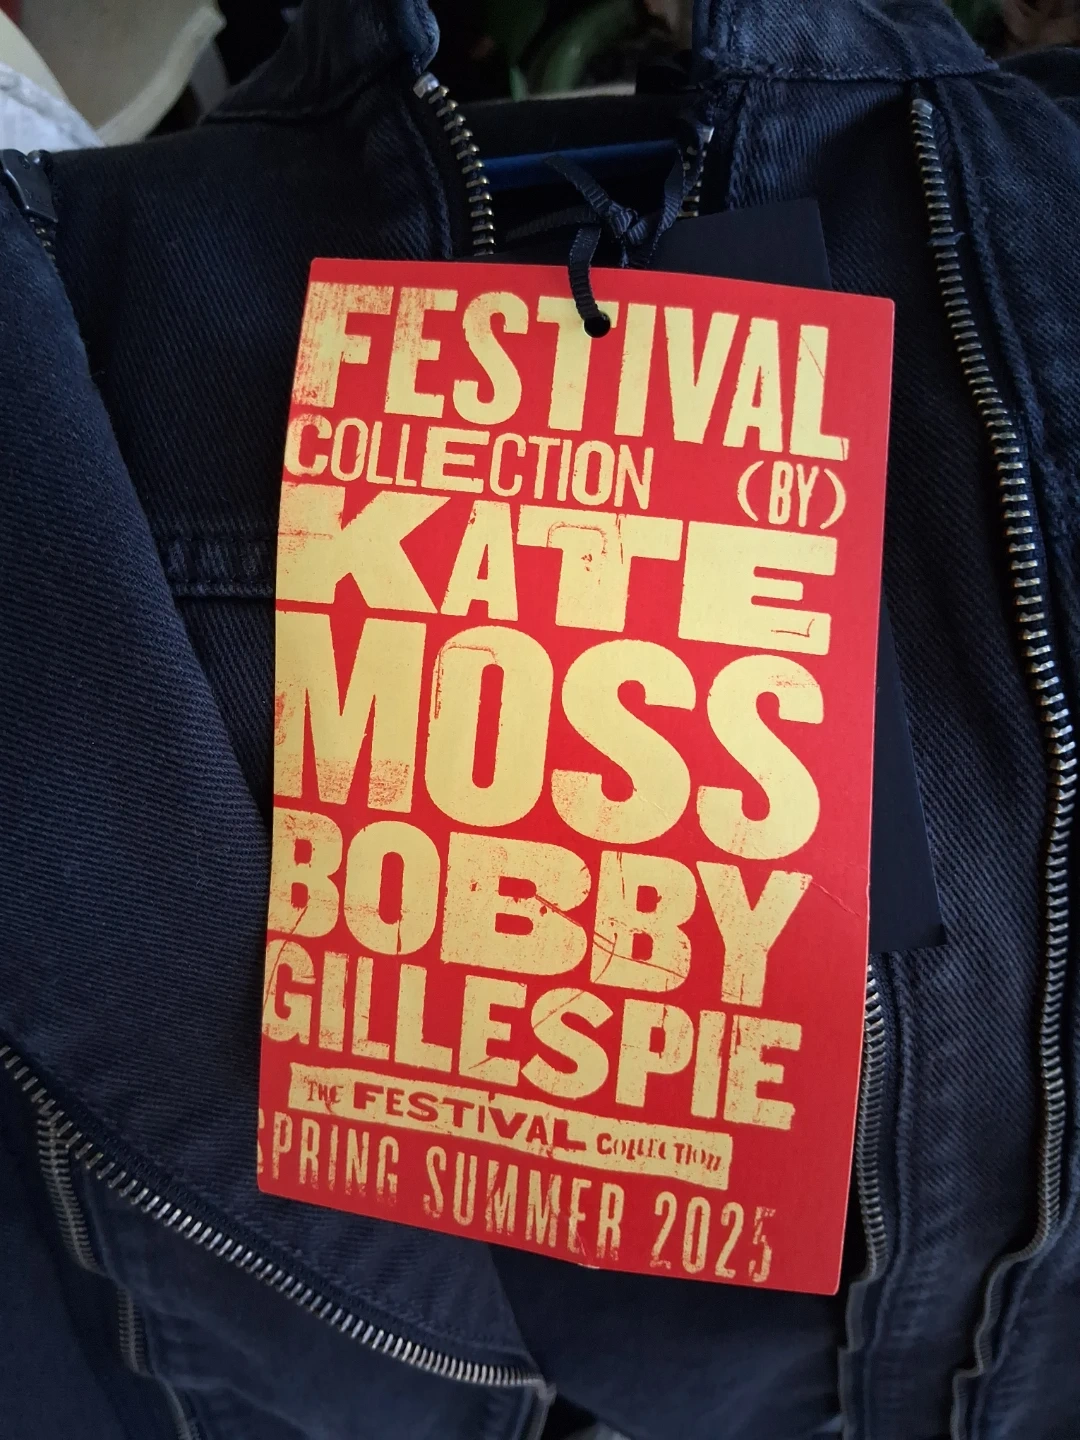 FESTIVAL
COLLECTION (BY)
KATE
MOSS
BOBBY
GILLESPIE
THE FESTIVAL COLLECTION
SPRING SUMMER 2025